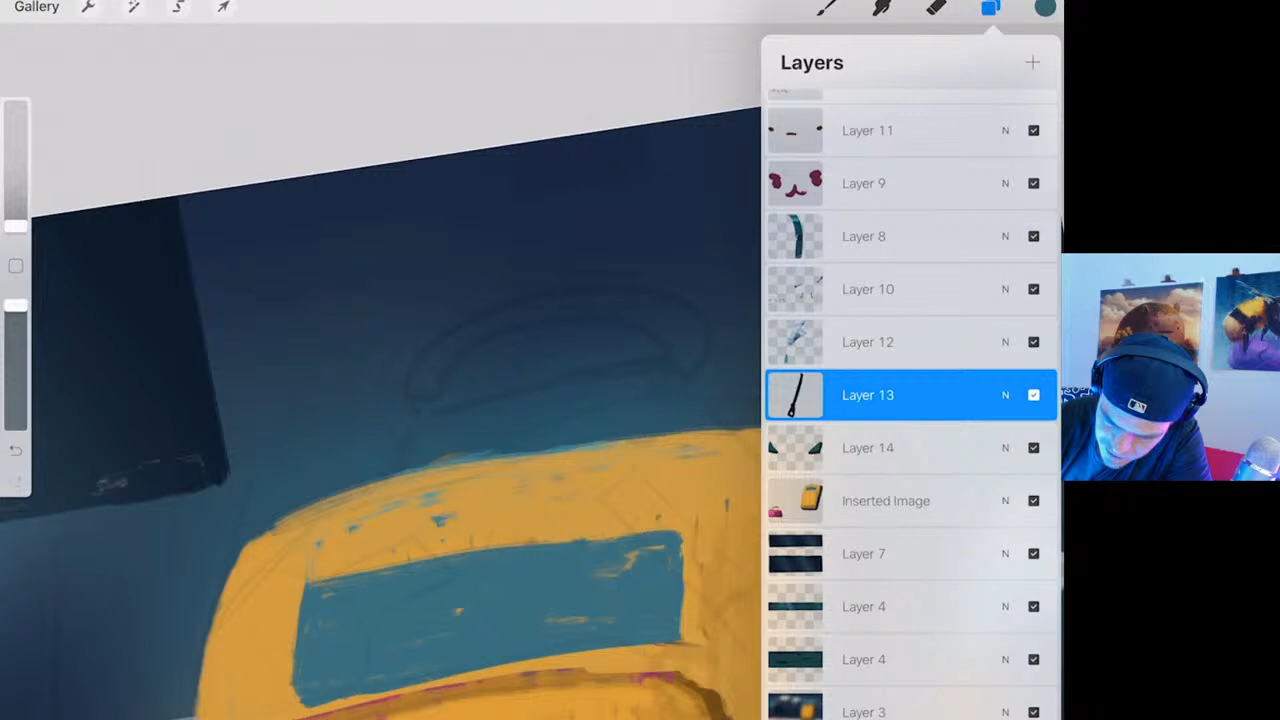 Gallery
Layers
Layer 11 N
Layer 9 N
Layer 8 N
Layer 10 N
Layer 12 N
Layer 13 N
Layer 14 N
Inserted Image N
Layer 7 N
Layer 4 N
Layer 4 N
Layer 3 N